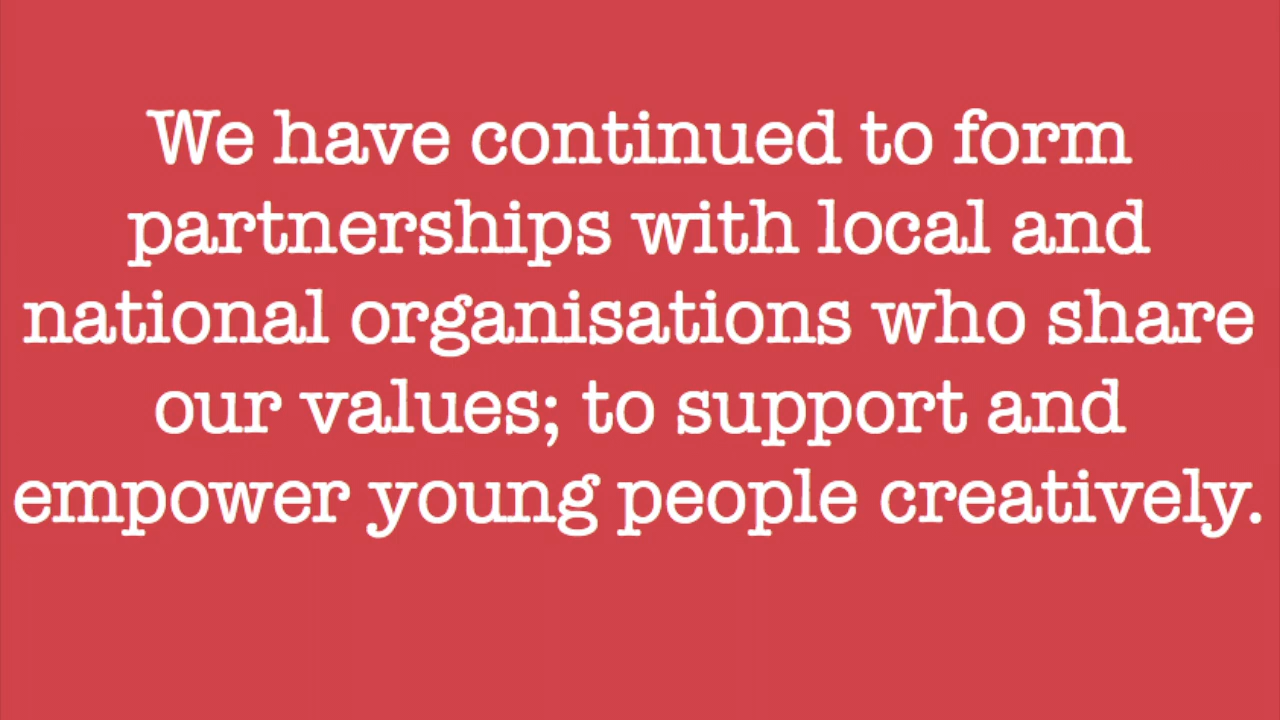 We have continued to form
partnerships with local and
national organisations who share
our values; to support and
empower young people creatively.